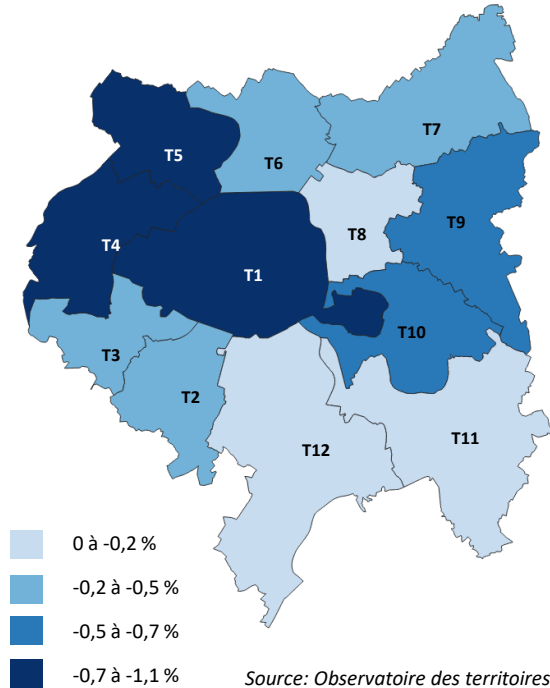 T7
T5
T6
T9
T8
T4
T1
T10
T3
T2
T11
T12
0 à -0,2 %
-0,2 à -0,5 %
-0,5 à -0,7 %
-0,7 à -1,1 %
Source: Observatoire des territoires